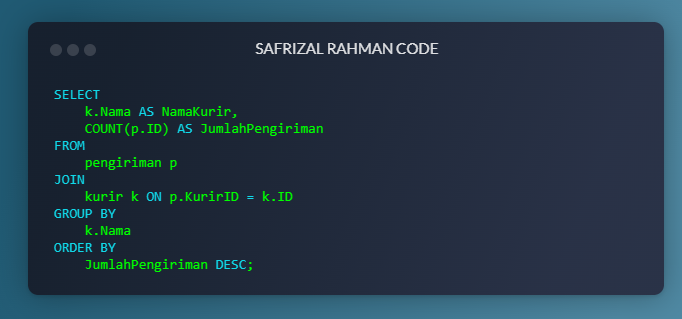 SAFRIZAL RAHMAN CODE
SELECT
    k.Nama AS NamaKurir,
    COUNT(p.ID) AS JumlahPengiriman
FROM
    pengiriman p
JOIN
    kurir k ON p.KurirID = k.ID
GROUP BY
    k.Nama
ORDER BY
    JumlahPengiriman DESC;